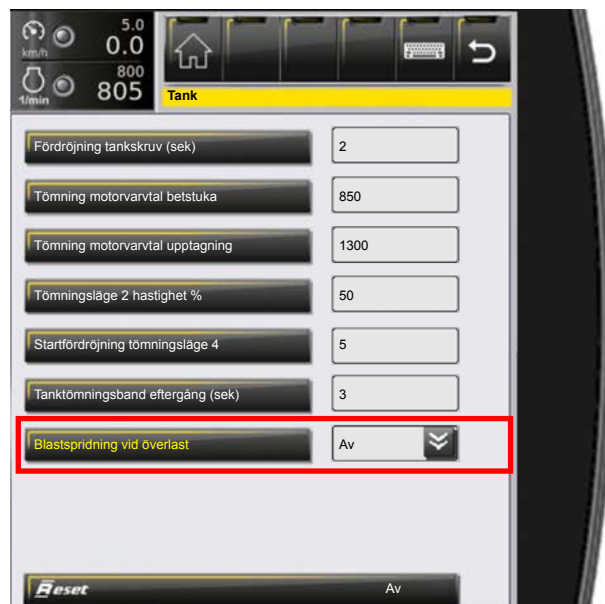 5.0
km/h 0.0
800
1/min 805
Tank
Fördröjning tankskruv (sek) 2
Tömning motorvarvtal betstuka 850
Tömning motorvarvtal upptagning 1300
Tömningsläge 2 hastighet % 50
Startfördröjning tömningsläge 4 5
Tanktömningsband eftergång (sek) 3
Blastspridning vid överlast Av
Reset Av